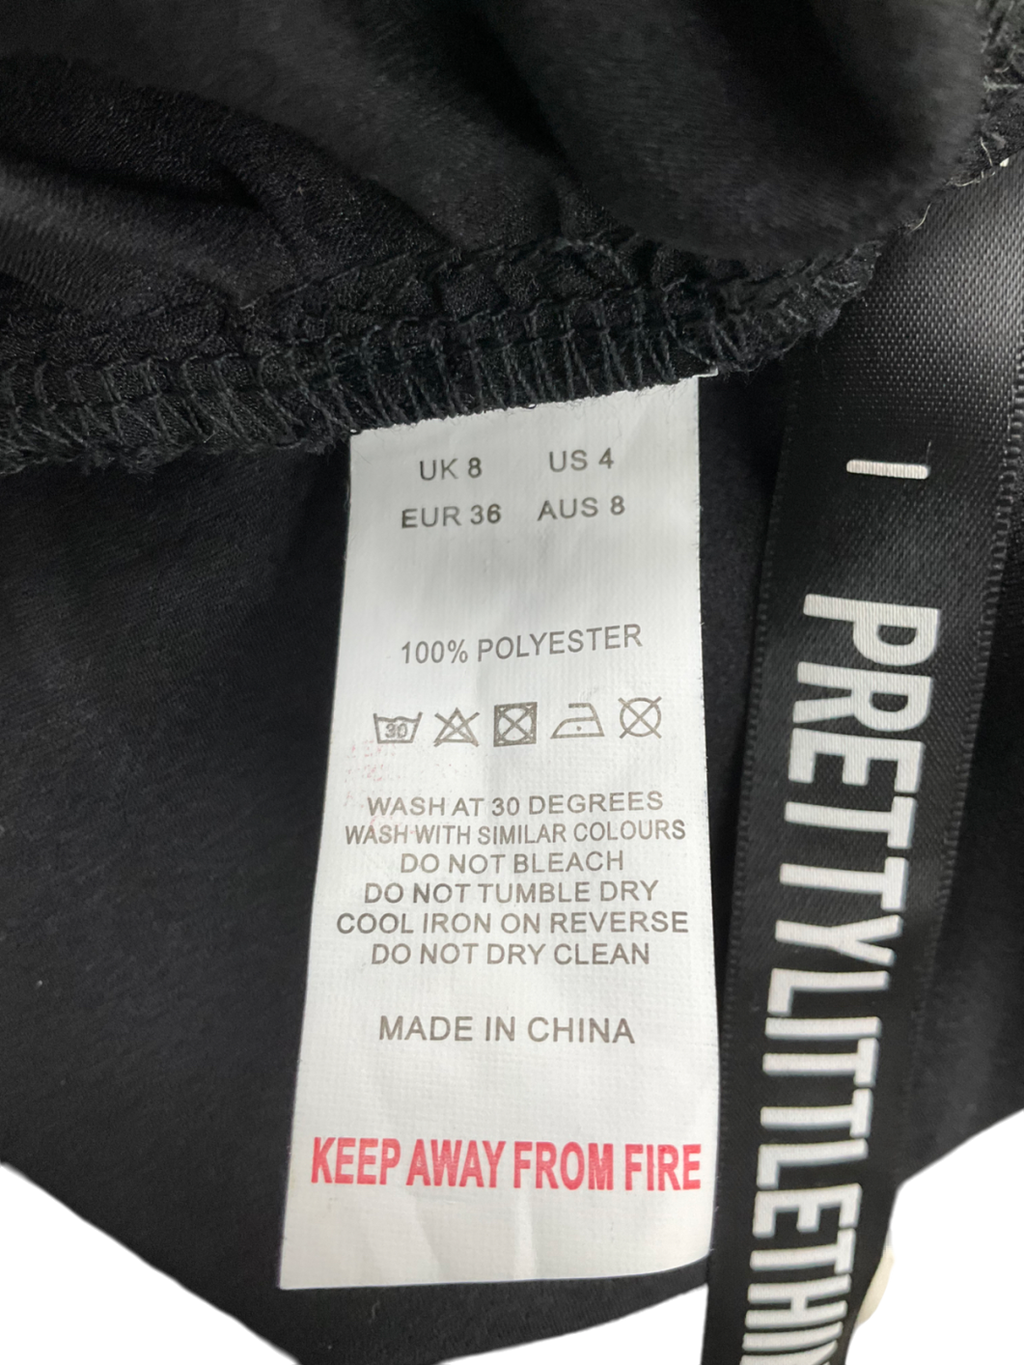 UK 8 US 4
EUR 36 AUS 8
100% POLYESTER
30
WASH AT 30 DEGREES
WASH WITH SIMILAR COLOURS
DO NOT BLEACH
DO NOT TUMBLE DRY
COOL IRON ON REVERSE
DO NOT DRY CLEAN
MADE IN CHINA
KEEP AWAY FROM FIRE
PRETTYLITTLETHIN